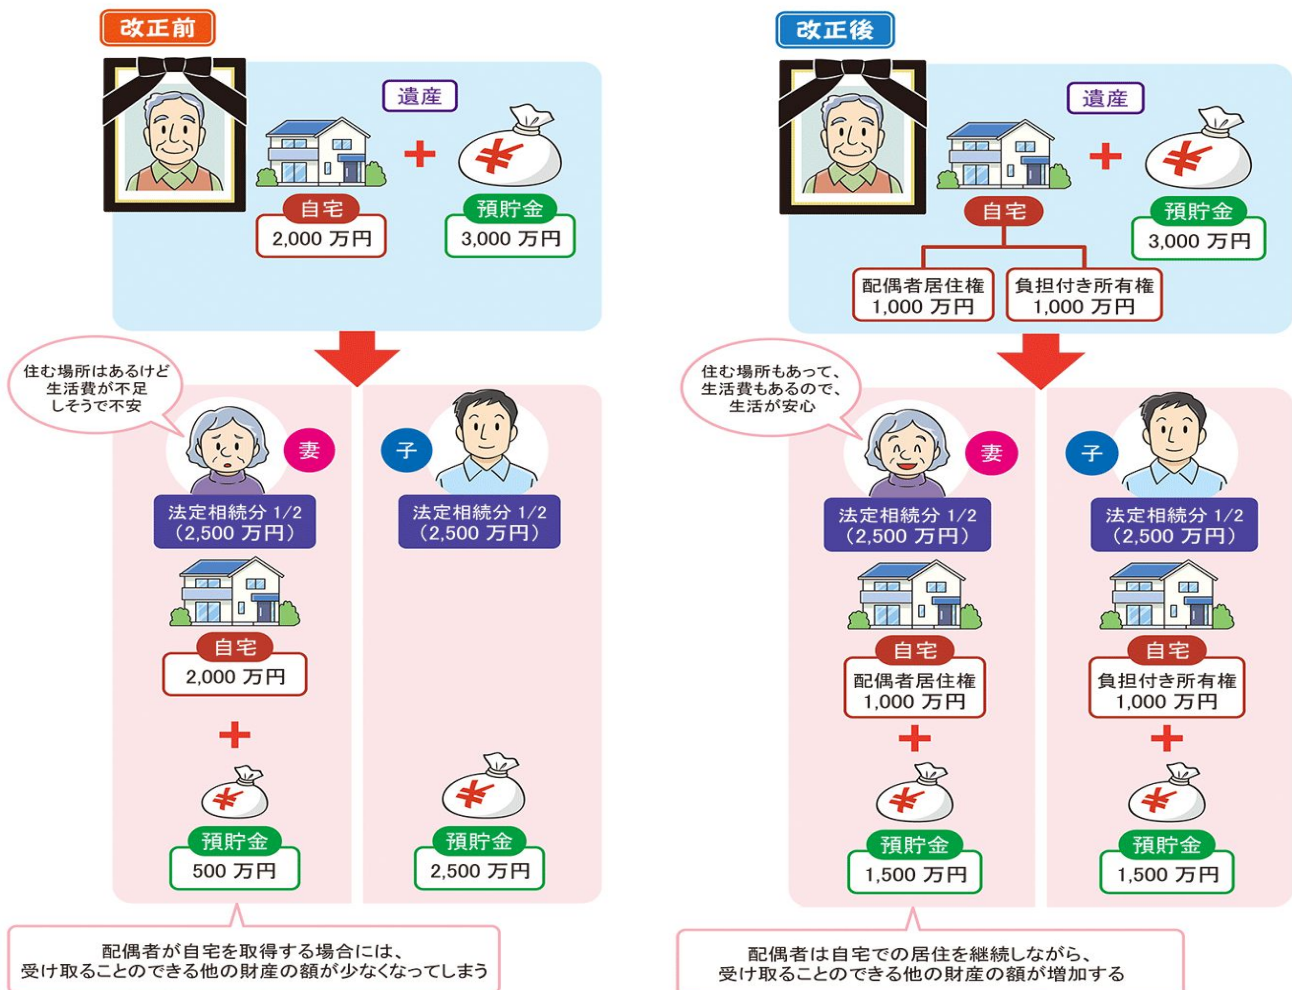 改正前
遺産
自宅
2,000 万円
預貯金
3,000 万円
住む場所はあるけど
生活費が不足
しそうで不安
妻
子
法定相続分 1/2
(2,500 万円)
法定相続分 1/2
(2,500 万円)
自宅
2,000 万円
預貯金
500 万円
預貯金
2,500 万円
配偶者が自宅を取得する場合には、
受け取ることのできる他の財産の額が少なくなってしまう
改正後
遺産
自宅
預貯金
3,000 万円
配偶者居住権
1,000 万円
負担付き所有権
1,000 万円
住む場所もあって、
生活費もあるので、
生活が安心
妻
子
法定相続分 1/2
(2,500 万円)
法定相続分 1/2
(2,500 万円)
自宅
配偶者居住権
1,000 万円
預貯金
1,500 万円
自宅
負担付き所有権
1,000 万円
預貯金
1,500 万円
配偶者は自宅での居住を継続しながら、
受け取ることのできる他の財産の額が増加する